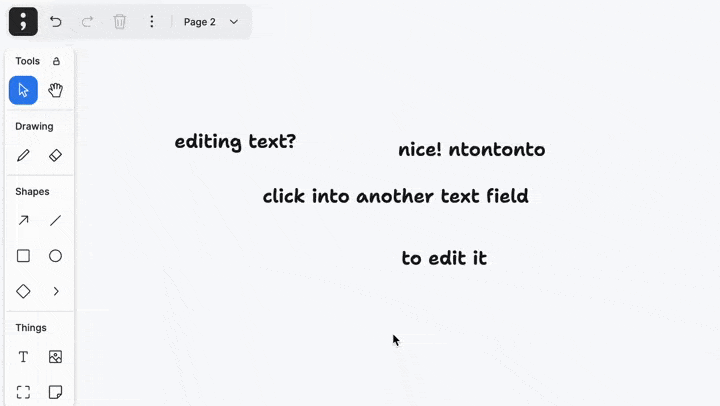 Page 2
Tools
Drawing
Shapes
Things
T
editing text?
nice! ntontonto
click into another text field
to edit it